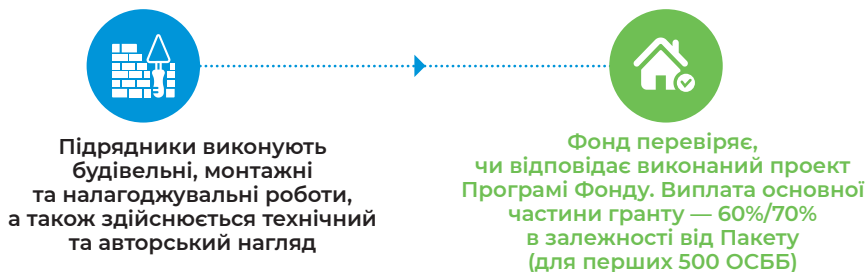 Підрядники виконують
будівельні, монтажні
та налагоджувальні роботи,
а також здійснюється технічний
та авторський нагляд
Фонд перевіряє,
чи відповідає виконаний проект
Програмі Фонду. Виплата основної
частини гранту — 60%/70%
в залежності від Пакету
(для перших 500 ОСББ)